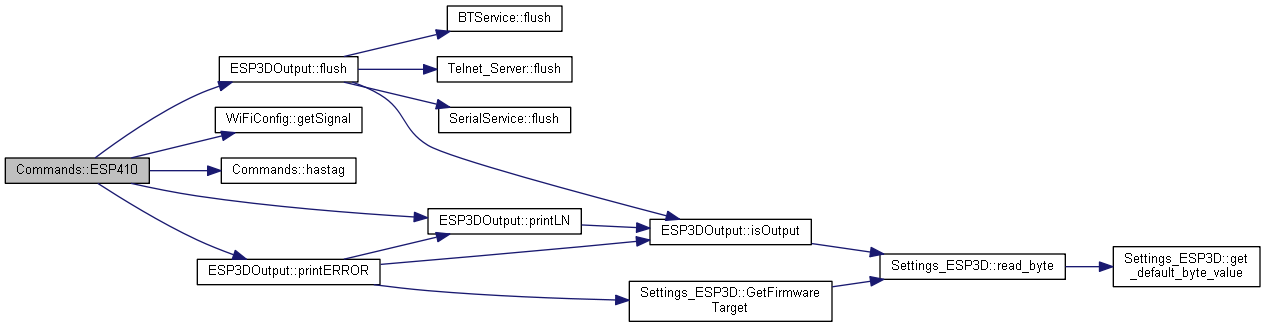 BTService::flush
ESP3DOutput::flush
Telnet_Server::flush
WiFiConfig::getSignal
SerialService::flush
Commands::ESP410
Commands::hastag
ESP3DOutput::printLN
ESP3DOutput::isOutput
ESP3DOutput::printERROR
Settings_ESP3D::read_byte
Settings_ESP3D::get
_default_byte_value
Settings_ESP3D::GetFirmware
Target